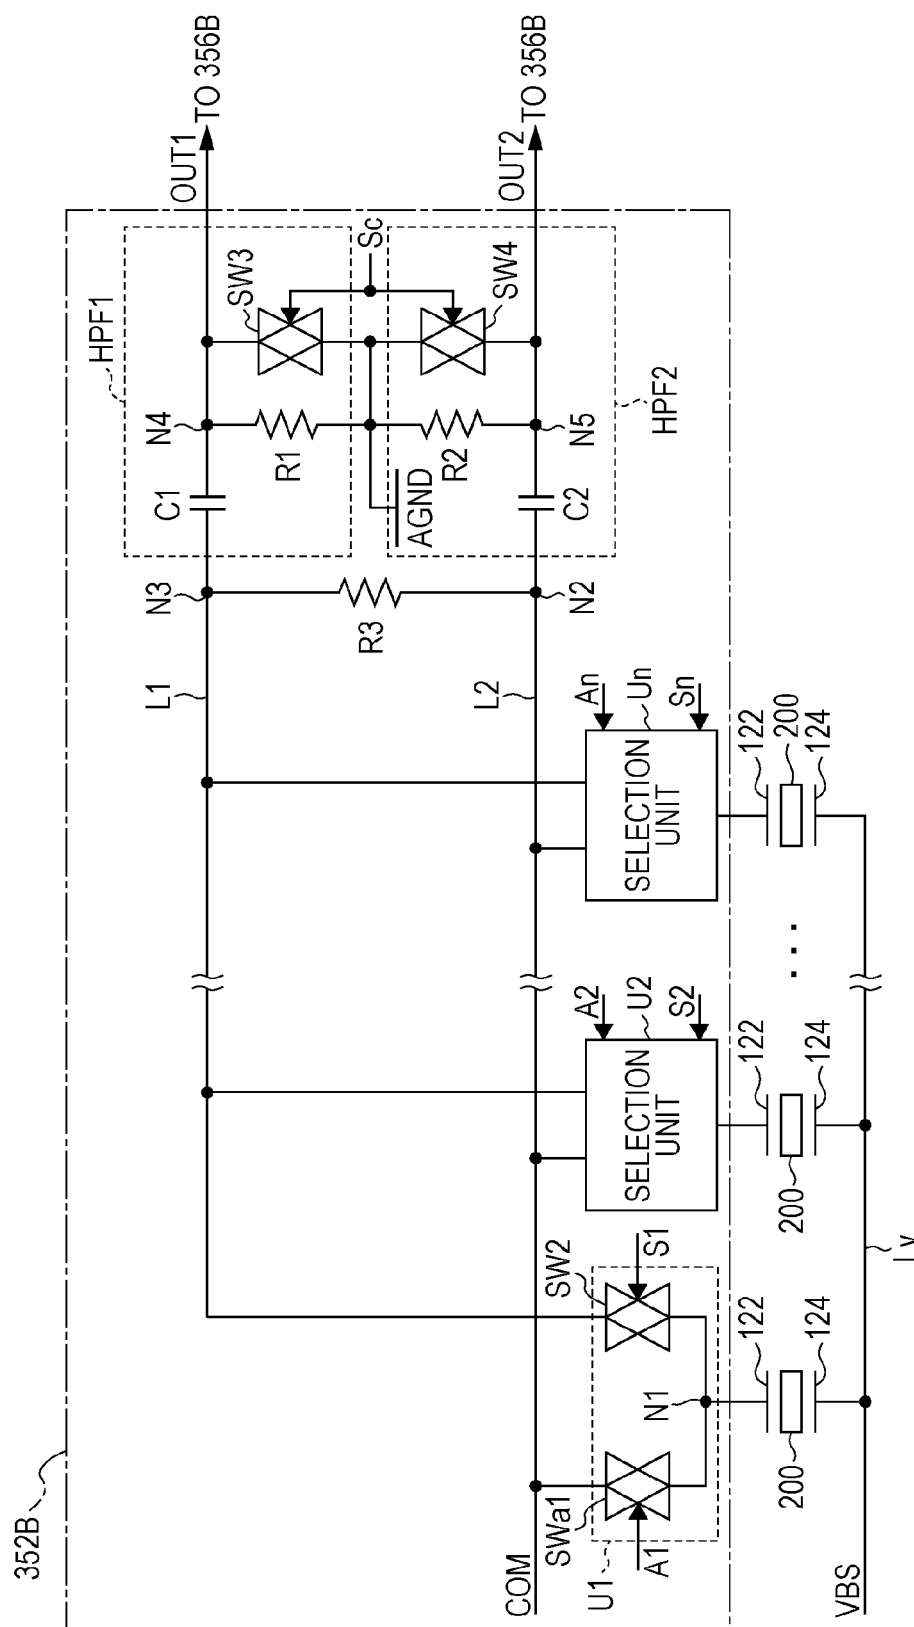 352B
HPF1
OUT1
TO 356B
N4
SW3
Sc
C1
R1
AGND
R2
SW4
OUT2
TO 356B
N5
C2
HPF2
N3
R3
N2
L1
L2
An
Un
Sn
SELECTION
UNIT
122
200
124
A2
U2
S2
SELECTION
UNIT
122
200
124
. . .
SW2
S1
N1
SWa1
A1
U1
COM
122
200
124
VBS
Lv